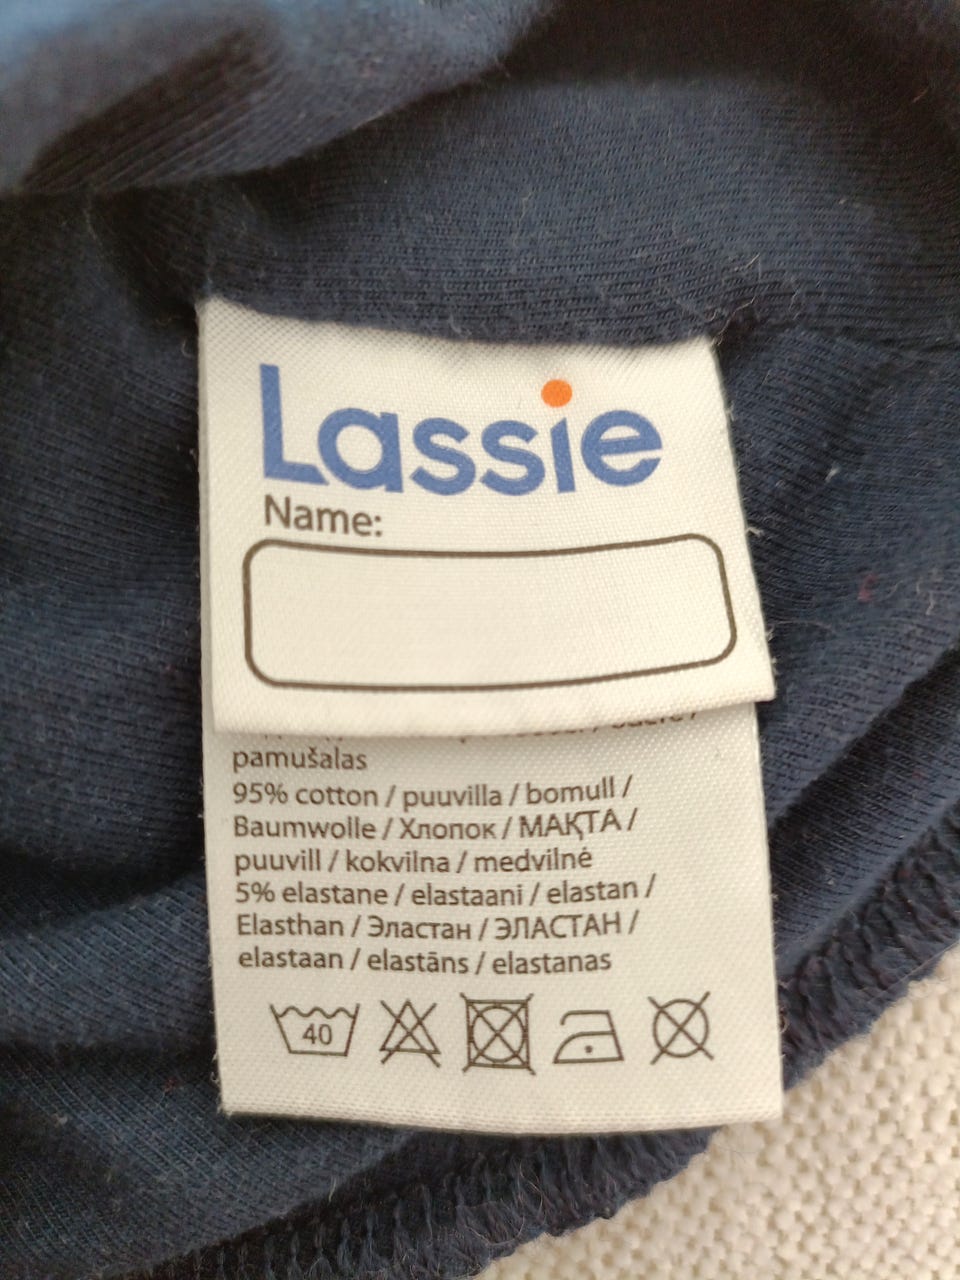 Lassie
Name:
pamušalas
95% cotton / puuvilla / bomull /
Baumwolle / Хлопок / МАҚТА /
puuvill / kokvilna / medvilnė
5% elastane / elastaani / elastan /
Elasthan / Эластан / ЭЛАСТАН /
elastaan / elastāns / elastanas
40